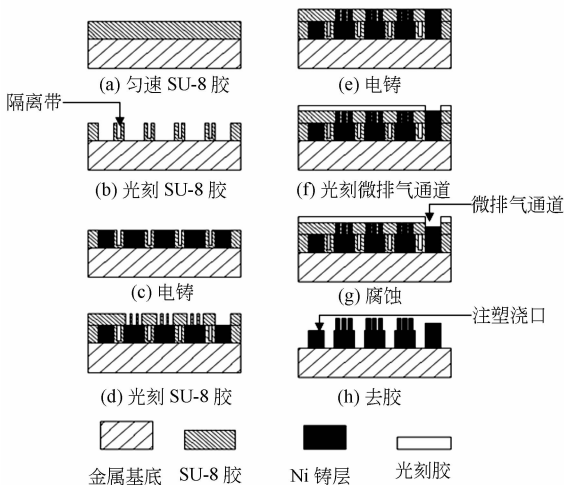 (a) 匀速 SU-8 胶
隔离带
(b) 光刻 SU-8 胶
(c) 电铸
(d) 光刻 SU-8 胶
(e) 电铸
(f) 光刻微排气通道
微排气通道
(g) 腐蚀
注塑浇口
(h) 去胶
金属基底
SU-8 胶
Ni 铸层
光刻胶